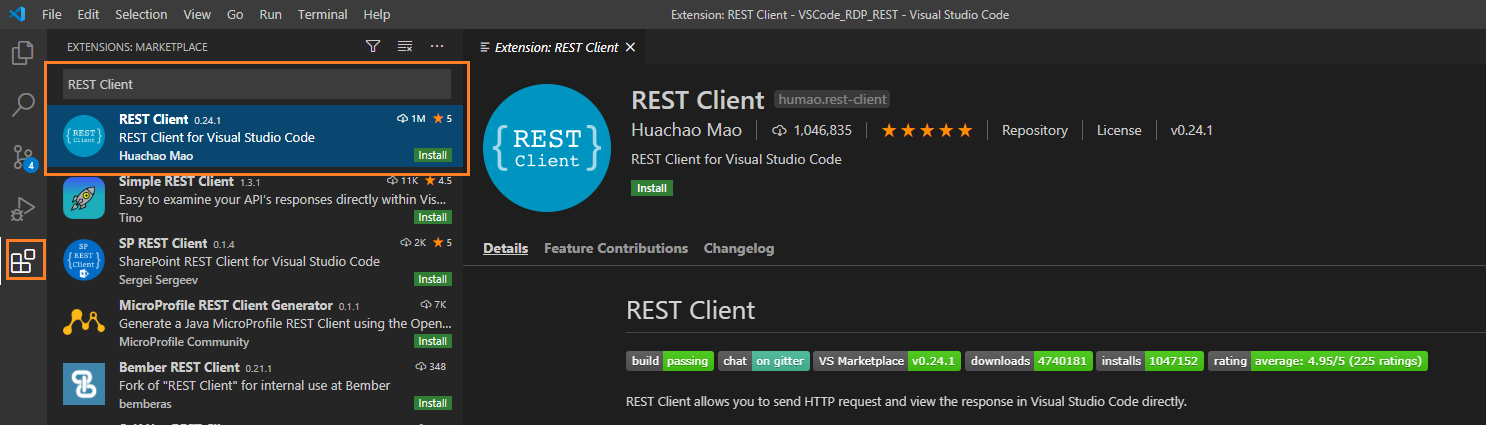 File Edit Selection View Go Run Terminal Help
Extension: REST Client - VSCode_RDP_REST - Visual Studio Code
EXTENSIONS: MARKETPLACE
REST Client
REST Client 0.24.1 1M 5
REST Client for Visual Studio Code
Huachao Mao Install
Simple REST Client 1.3.1 11K 4.5
Easy to examine your API's responses directly within Vis...
Tino Install
SP REST Client 0.1.4 2K 5
SharePoint REST Client for Visual Studio Code
Sergei Sergeev Install
MicroProfile REST Client Generator 0.1.1 7K
Generate a Java MicroProfile REST Client using the Open...
MicroProfile Community Install
Bember REST Client 0.21.1 348
Fork of "REST Client" for internal use at Bember
bemberas Install
4
{REST}
Client
SP
REST
Client
Extension: REST Client
{ REST }
Client
REST Client humao.rest-client
Huachao Mao 1,046,835 Repository License v0.24.1
REST Client for Visual Studio Code
Install
Details Feature Contributions Changelog
REST Client
build passing chat on gitter VS Marketplace v0.24.1 downloads 4740181 installs 1047152 rating average: 4.95/5 (225 ratings)
REST Client allows you to send HTTP request and view the response in Visual Studio Code directly.